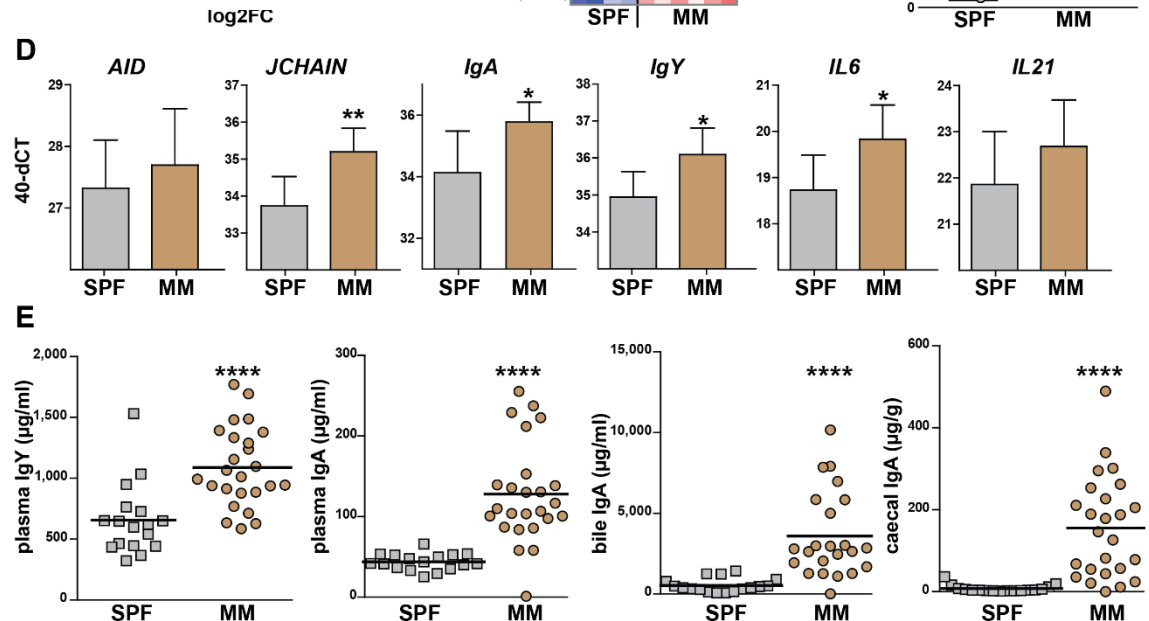 log2FC
SPF MM
0
SPF MM
D
AID JCHAIN IgA IgY IL6 IL21
40-dCT
29
28
27
SPF MM
**
37
36
35
34
33
SPF MM
*
36
34
32
SPF MM
*
38
37
36
35
34
SPF MM
*
21
20
19
18
SPF MM
24
23
22
21
SPF MM
E
plasma IgY (µg/ml)
****
2,000
1,500
1,000
500
0
SPF MM
plasma IgA (µg/ml)
****
300
200
100
0
SPF MM
bile IgA (µg/ml)
****
15,000
10,000
5,000
0
SPF MM
caecal IgA (µg/g)
****
600
400
200
0
SPF MM